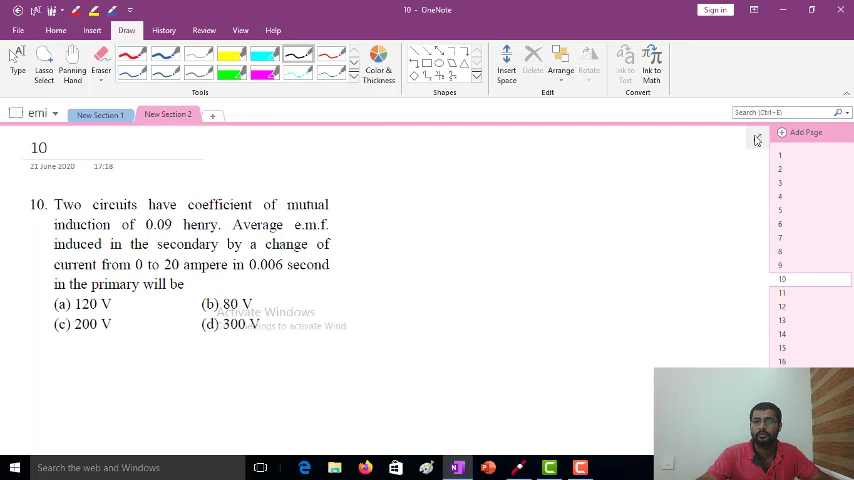 10 - OneNote
Sign in
File Home Insert Draw History Review View Help
Type
Lasso Select
Panning Hand
Eraser
Color & Thickness
Insert Space
Delete
Arrange
Rotate
Ink to Text
Ink to Math
Tools
Shapes
Edit
Convert
emi
New Section 1
New Section 2
Search (Ctrl+E)
Add Page
10
21 June 2020 17:18
10. Two circuits have coefficient of mutual
induction of 0.09 henry. Average e.m.f.
induced in the secondary by a change of
current from 0 to 20 ampere in 0.006 second
in the primary will be
(a) 120 V (b) 80 V
(c) 200 V (d) 300 V
Activate Windows
1
2
3
4
5
6
7
8
9
10
11
12
13
14
15
16
Search the web and Windows